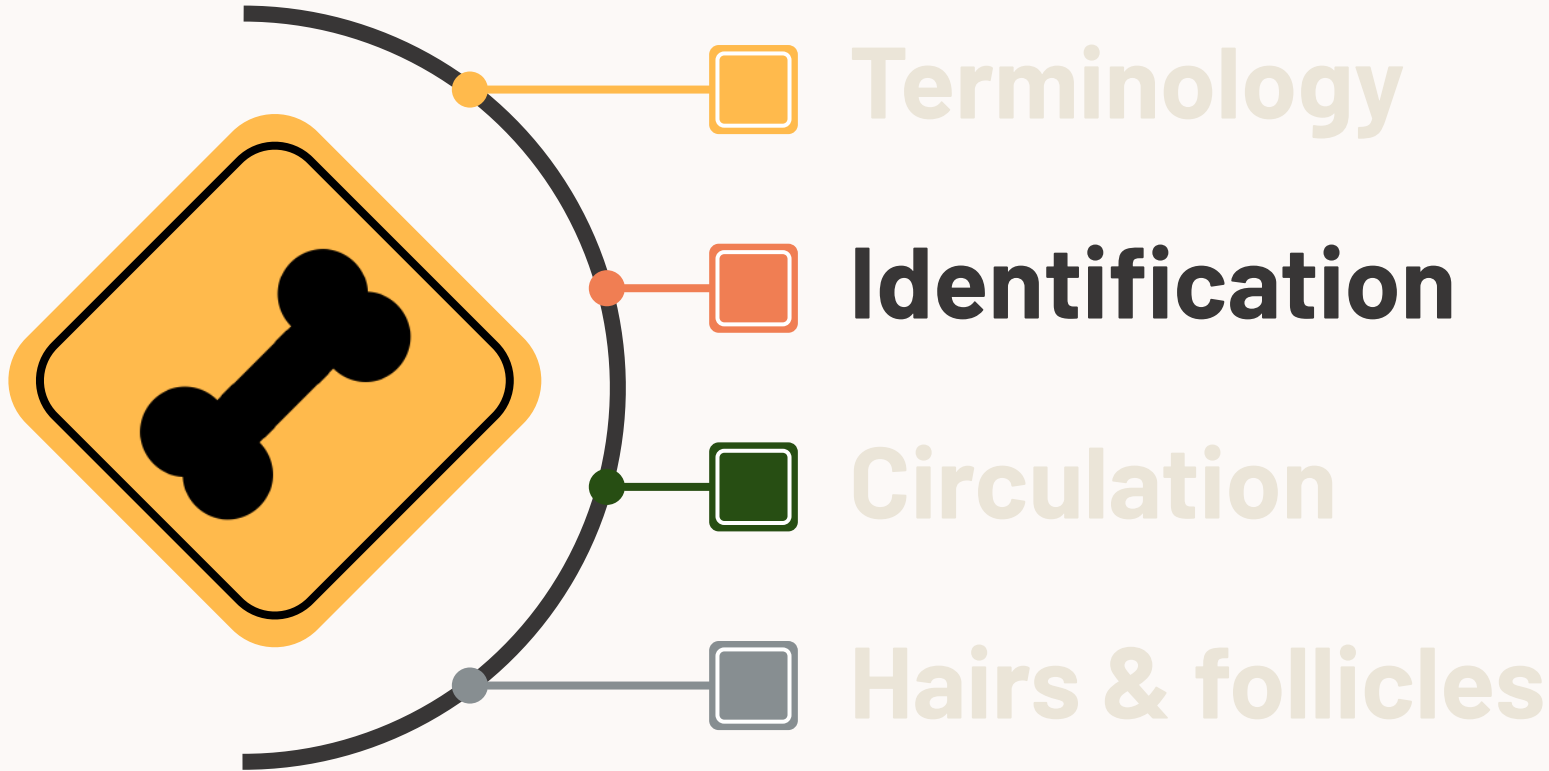 Terminology
Identification
Circulation
Hairs & follicles